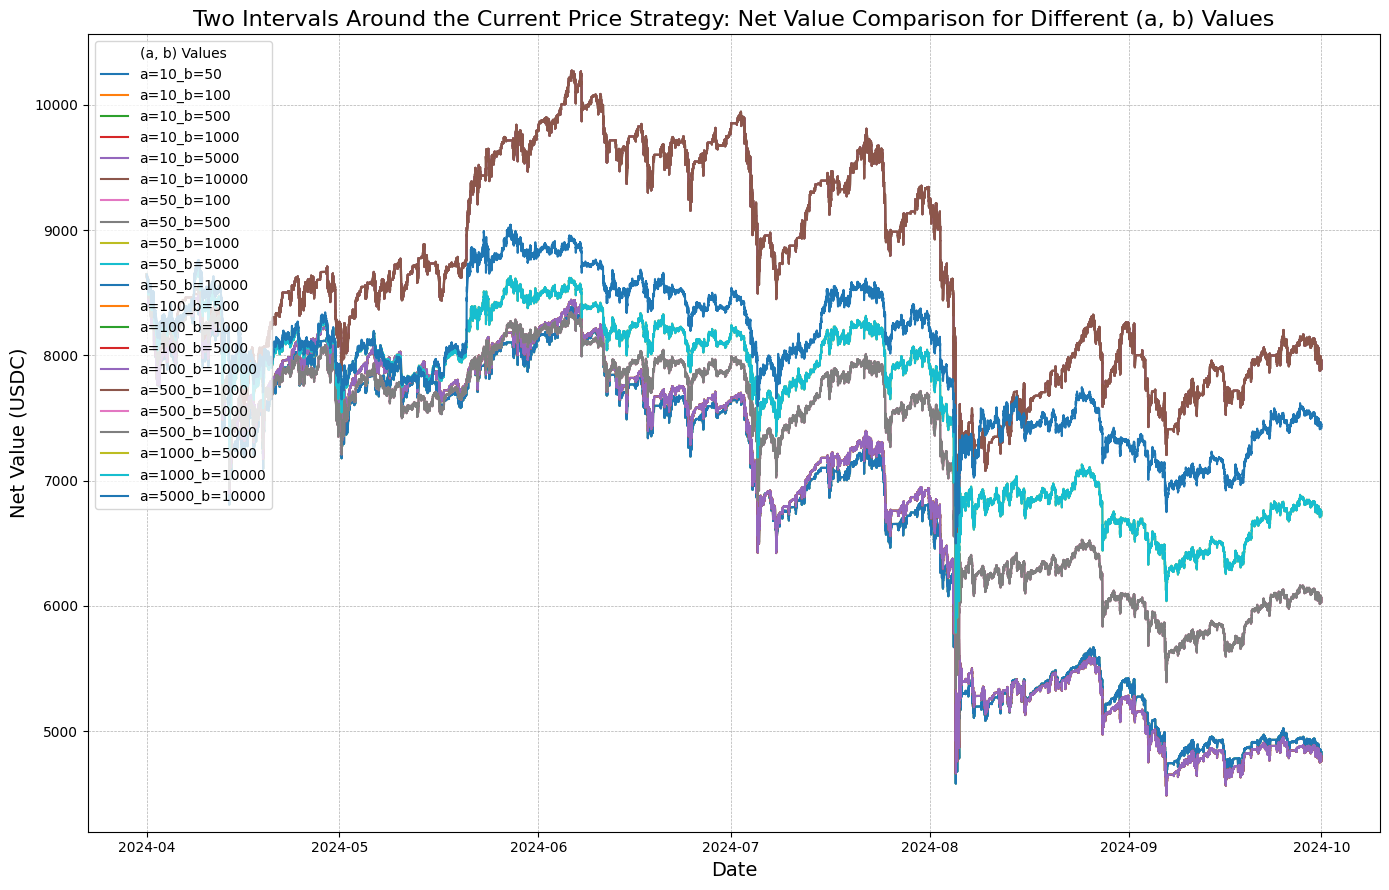 Two Intervals Around the Current Price Strategy: Net Value Comparison for Different (a, b) Values
(a, b) Values
a=10_b=50
a=10_b=100
a=10_b=500
a=10_b=1000
a=10_b=5000
a=10_b=10000
a=50_b=100
a=50_b=500
a=50_b=1000
a=50_b=5000
a=50_b=10000
a=100_b=500
a=100_b=1000
a=100_b=5000
a=100_b=10000
a=500_b=1000
a=500_b=5000
a=500_b=10000
a=1000_b=5000
a=1000_b=10000
a=5000_b=10000
Net Value (USDC)
10000
9000
8000
7000
6000
5000
2024-04
2024-05
2024-06
2024-07
2024-08
2024-09
2024-10
Date